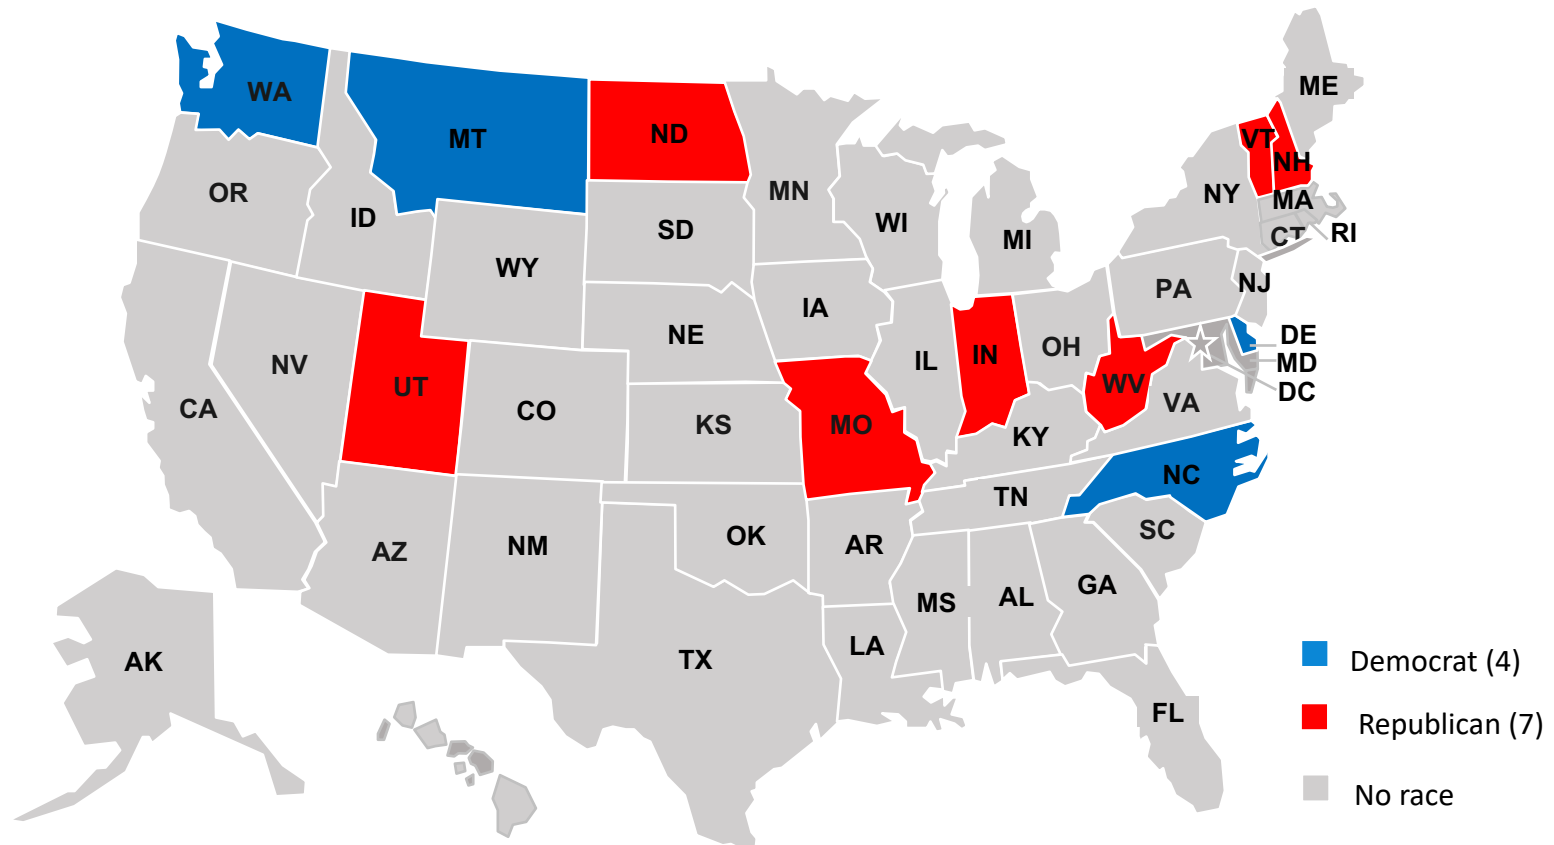 WA
MT
ND
MN
OR
ID
WY
SD
WI
MI
NY
VT
NH
ME
MA
CT
RI
NV
UT
CO
NE
IA
IL
IN
OH
PA
NJ
DE
MD
DC
CA
KS
MO
KY
WV
VA
NC
TN
AZ
NM
OK
AR
SC
MS
AL
GA
LA
TX
FL
AK
Democrat (4)
Republican (7)
No race